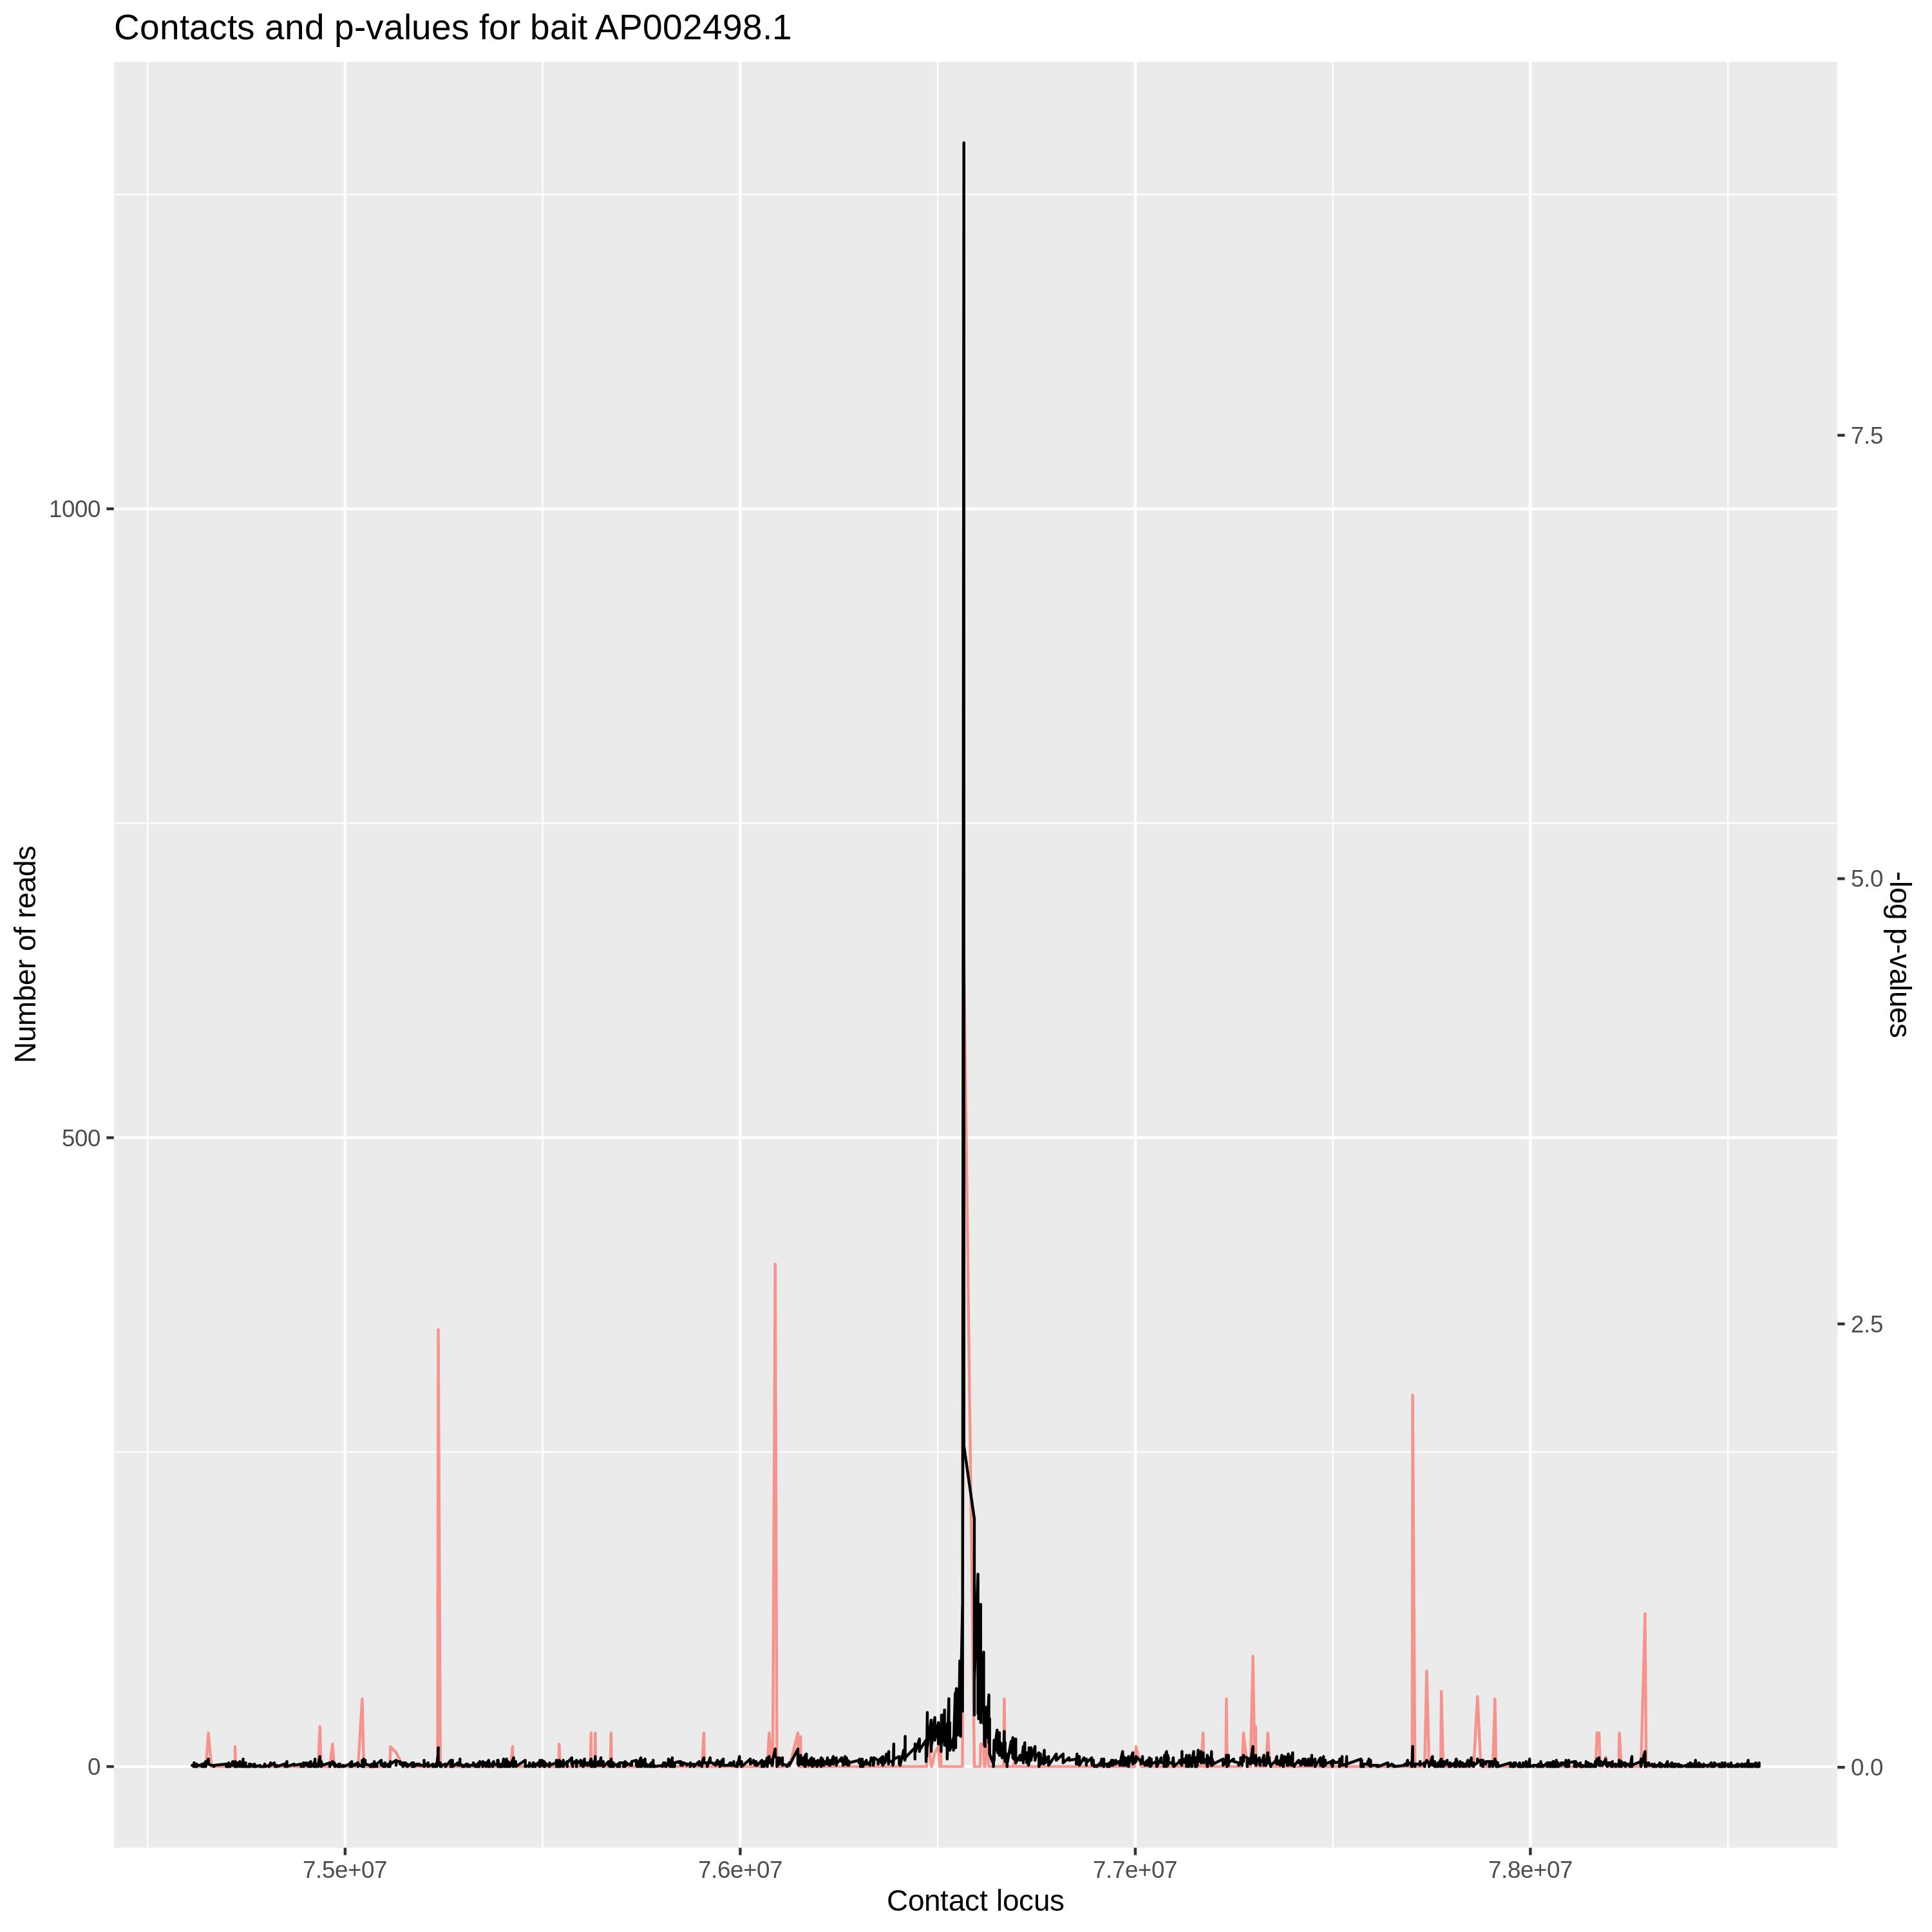 Contacts and p-values for bait AP002498.1
1000
500
0
Number of reads
7.5
5.0
2.5
0.0
-log p-values
7.5e+07
7.6e+07
7.7e+07
7.8e+07
Contact locus